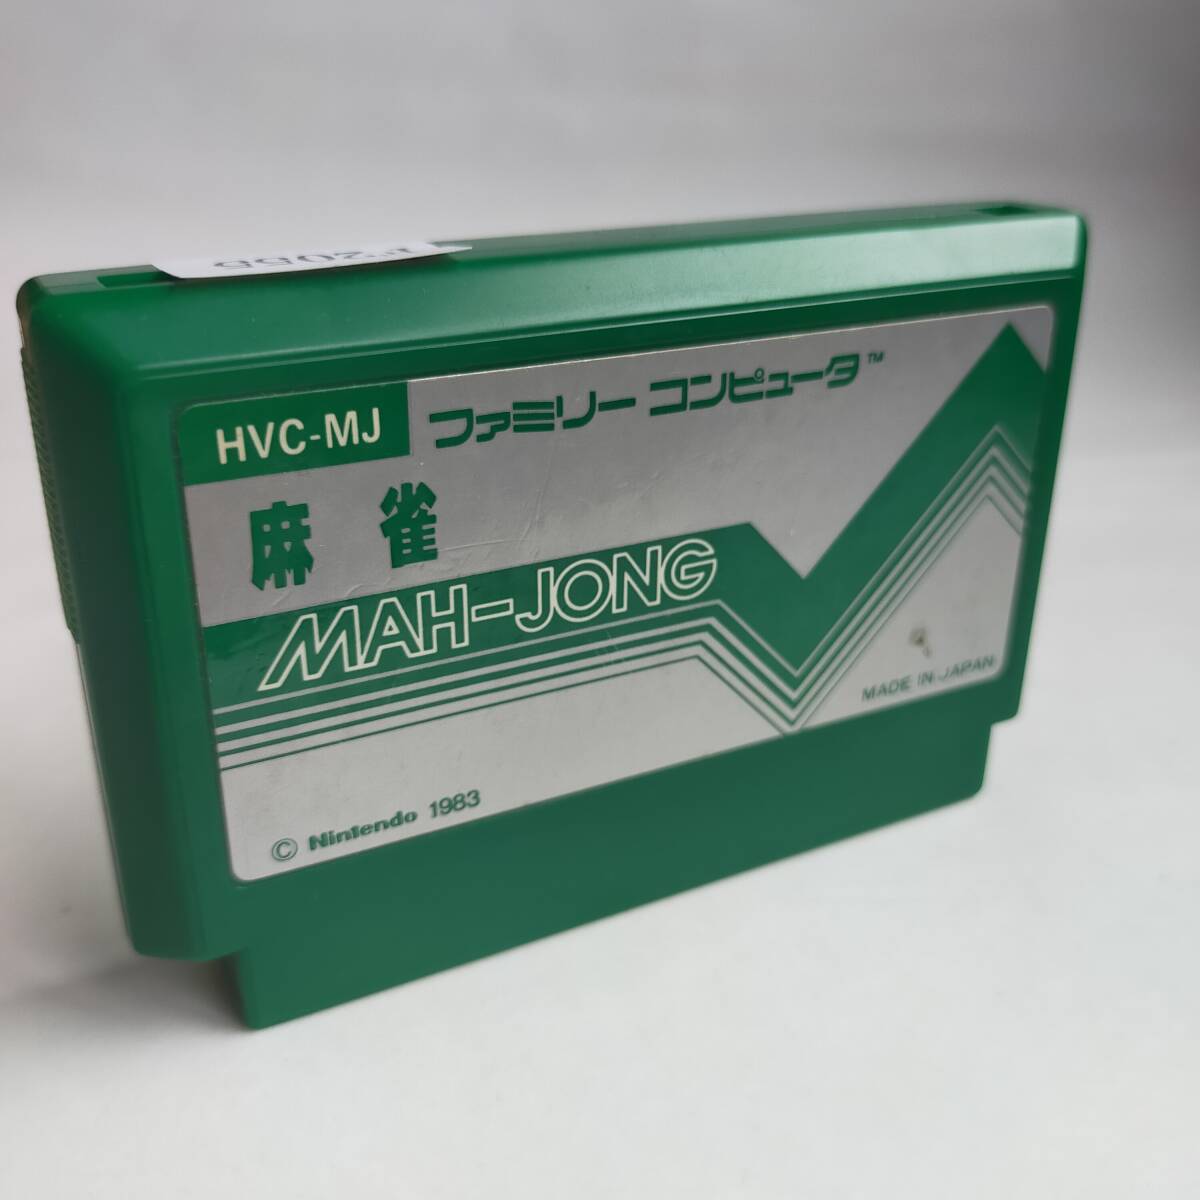 HVC-MJ
ファミリー コンピュータ™
麻雀
MAH-JONG
MADE IN JAPAN
© Nintendo 1983